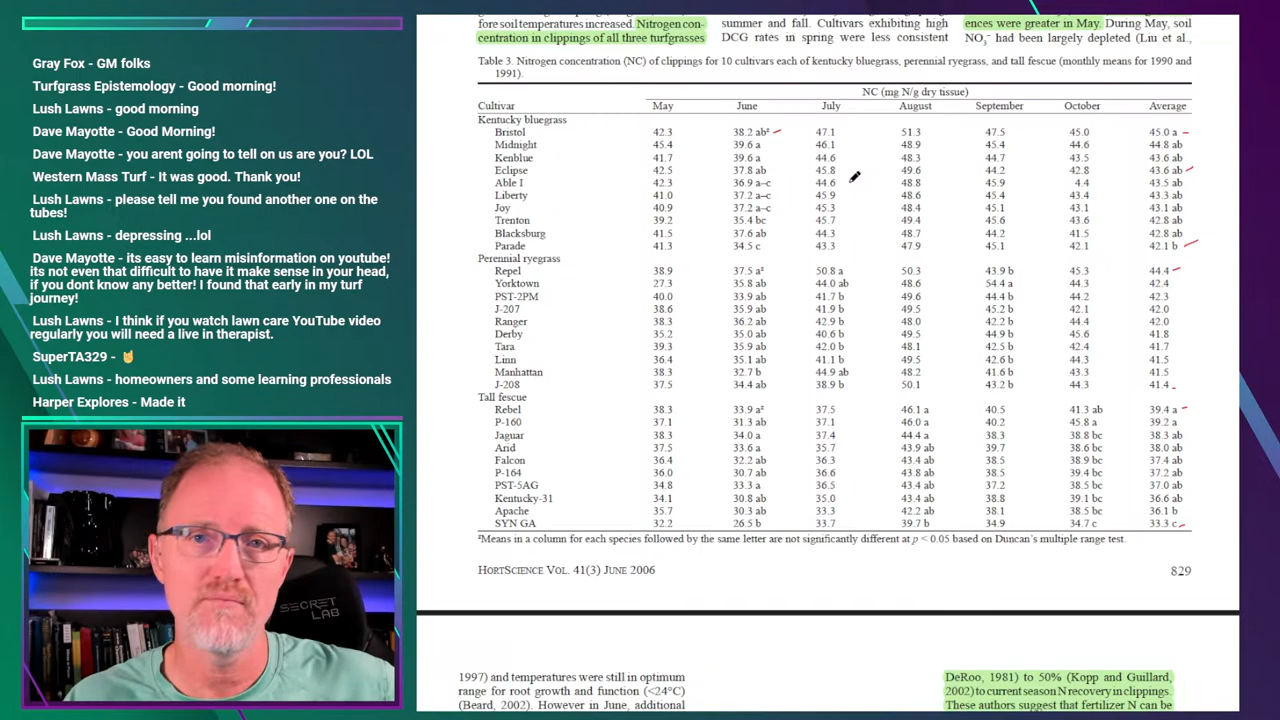 Gray Fox - GM folks
Turfgrass Epistemology - Good morning!
Lush Lawns - good morning
Dave Mayotte - Good Morning!
Dave Mayotte - you arent going to tell on us are you? LOL
Western Mass Turf - It was good. Thank you!
Lush Lawns - please tell me you found another one on the
tubes!
Lush Lawns - depressing ...lol
Dave Mayotte - its easy to learn misinformation on youtube!
its not even that difficult to have it make sense in your head,
if you dont know any better! I found that early in my turf
journey!
Lush Lawns - I think if you watch lawn care YouTube video
regularly you will need a live in therapist.
SuperTA329 - 🤘
Lush Lawns - homeowners and some learning professionals
Harper Explores - Made it
SECRET
LAB
fore soil temperatures increased. Nitrogen con-
centration in clippings of all three turfgrasses
summer and fall. Cultivars exhibiting high
DCG rates in spring were less consistent
ences were greater in May. During May, soil
NO₃⁻ had been largely depleted (Liu et al.,
Table 3. Nitrogen concentration (NC) of clippings for 10 cultivars each of kentucky bluegrass, perennial ryegrass, and tall fescue (monthly means for 1990 and
1991).
NC (mg N/g dry tissue)
Cultivar May June July August September October Average
Kentucky bluegrass
Bristol 42.3 38.2 abᶻ 47.1 51.3 47.5 45.0 45.0 a
Midnight 45.4 39.6 a 46.1 48.9 45.4 44.6 44.8 ab
Kenblue 41.7 39.6 a 44.6 48.3 44.7 43.5 43.6 ab
Eclipse 42.5 37.8 ab 45.8 49.6 44.2 42.8 43.6 ab
Able I 42.3 36.9 a–c 44.6 48.8 45.9 4.4 43.5 ab
Liberty 41.0 37.2 a–c 45.9 48.6 45.4 43.4 43.3 ab
Joy 40.9 37.2 a–c 45.3 48.4 45.1 43.1 43.1 ab
Trenton 39.2 35.4 bc 45.7 49.4 45.6 43.6 42.8 ab
Blacksburg 41.5 37.6 ab 44.3 48.7 44.2 41.5 42.8 ab
Parade 41.3 34.5 c 43.3 47.9 45.1 42.1 42.1 b
Perennial ryegrass
Repel 38.9 37.5 aᶻ 50.8 a 50.3 43.9 b 45.3 44.4
Yorktown 27.3 35.8 ab 44.0 ab 48.6 54.4 a 44.3 42.4
PST-2PM 40.0 33.9 ab 41.7 b 49.6 44.4 b 44.2 42.3
J-207 38.6 35.9 ab 41.9 b 49.5 45.2 b 42.1 42.0
Ranger 38.3 36.2 ab 42.9 b 48.0 42.2 b 44.4 42.0
Derby 35.2 35.0 ab 40.6 b 49.5 44.9 b 45.6 41.8
Tara 39.3 35.9 ab 42.0 b 48.1 42.5 b 42.4 41.7
Linn 36.4 35.1 ab 41.1 b 49.5 42.6 b 44.3 41.5
Manhattan 38.3 32.7 b 44.9 ab 48.2 41.6 b 43.3 41.5
J-208 37.5 34.4 ab 38.9 b 50.1 43.2 b 44.3 41.4
Tall fescue
Rebel 38.3 33.9 aᶻ 37.5 46.1 a 40.5 41.3 ab 39.4 a
P-160 37.1 31.3 ab 37.1 46.0 a 40.2 45.8 a 39.2 a
Jaguar 38.3 34.0 a 37.4 44.4 a 38.3 38.8 bc 38.3 ab
Arid 37.5 33.6 a 35.7 43.9 ab 39.7 38.6 bc 38.0 ab
Falcon 36.4 32.2 ab 36.3 43.4 ab 38.5 38.9 bc 37.4 ab
P-164 36.0 30.7 ab 36.6 43.8 ab 38.5 39.4 bc 37.2 ab
PST-5AG 34.8 33.3 a 36.5 43.4 ab 37.2 38.5 bc 37.0 ab
Kentucky-31 34.1 30.8 ab 35.0 43.4 ab 38.8 39.1 bc 36.6 ab
Apache 35.7 30.3 ab 33.3 42.2 ab 38.1 38.5 bc 36.1 b
SYN GA 32.2 26.5 b 33.7 39.7 b 34.9 34.7 c 33.3 c
ᶻMeans in a column for each species followed by the same letter are not significantly different at p < 0.05 based on Duncan's multiple range test.
HORTSCIENCE VOL. 41(3) JUNE 2006 829
1997) and temperatures were still in optimum
range for root growth and function (<24°C)
(Beard, 2002). However in June, additional
DeRoo, 1981) to 50% (Kopp and Guillard,
2002) to current season N recovery in clippings.
These authors suggest that fertilizer N can be